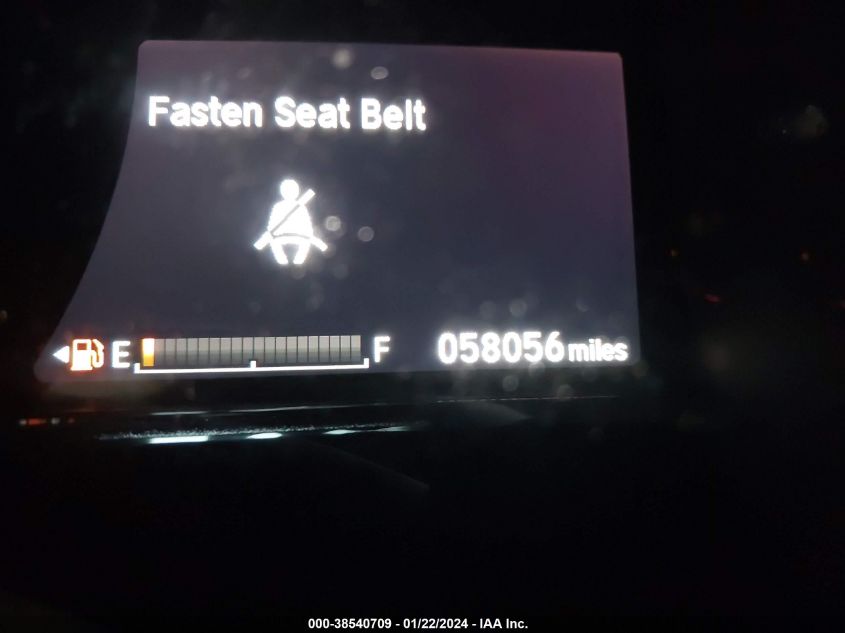 Fasten Seat Belt
E F 058056 miles
000-38540709 - 01/22/2024 - IAA Inc.